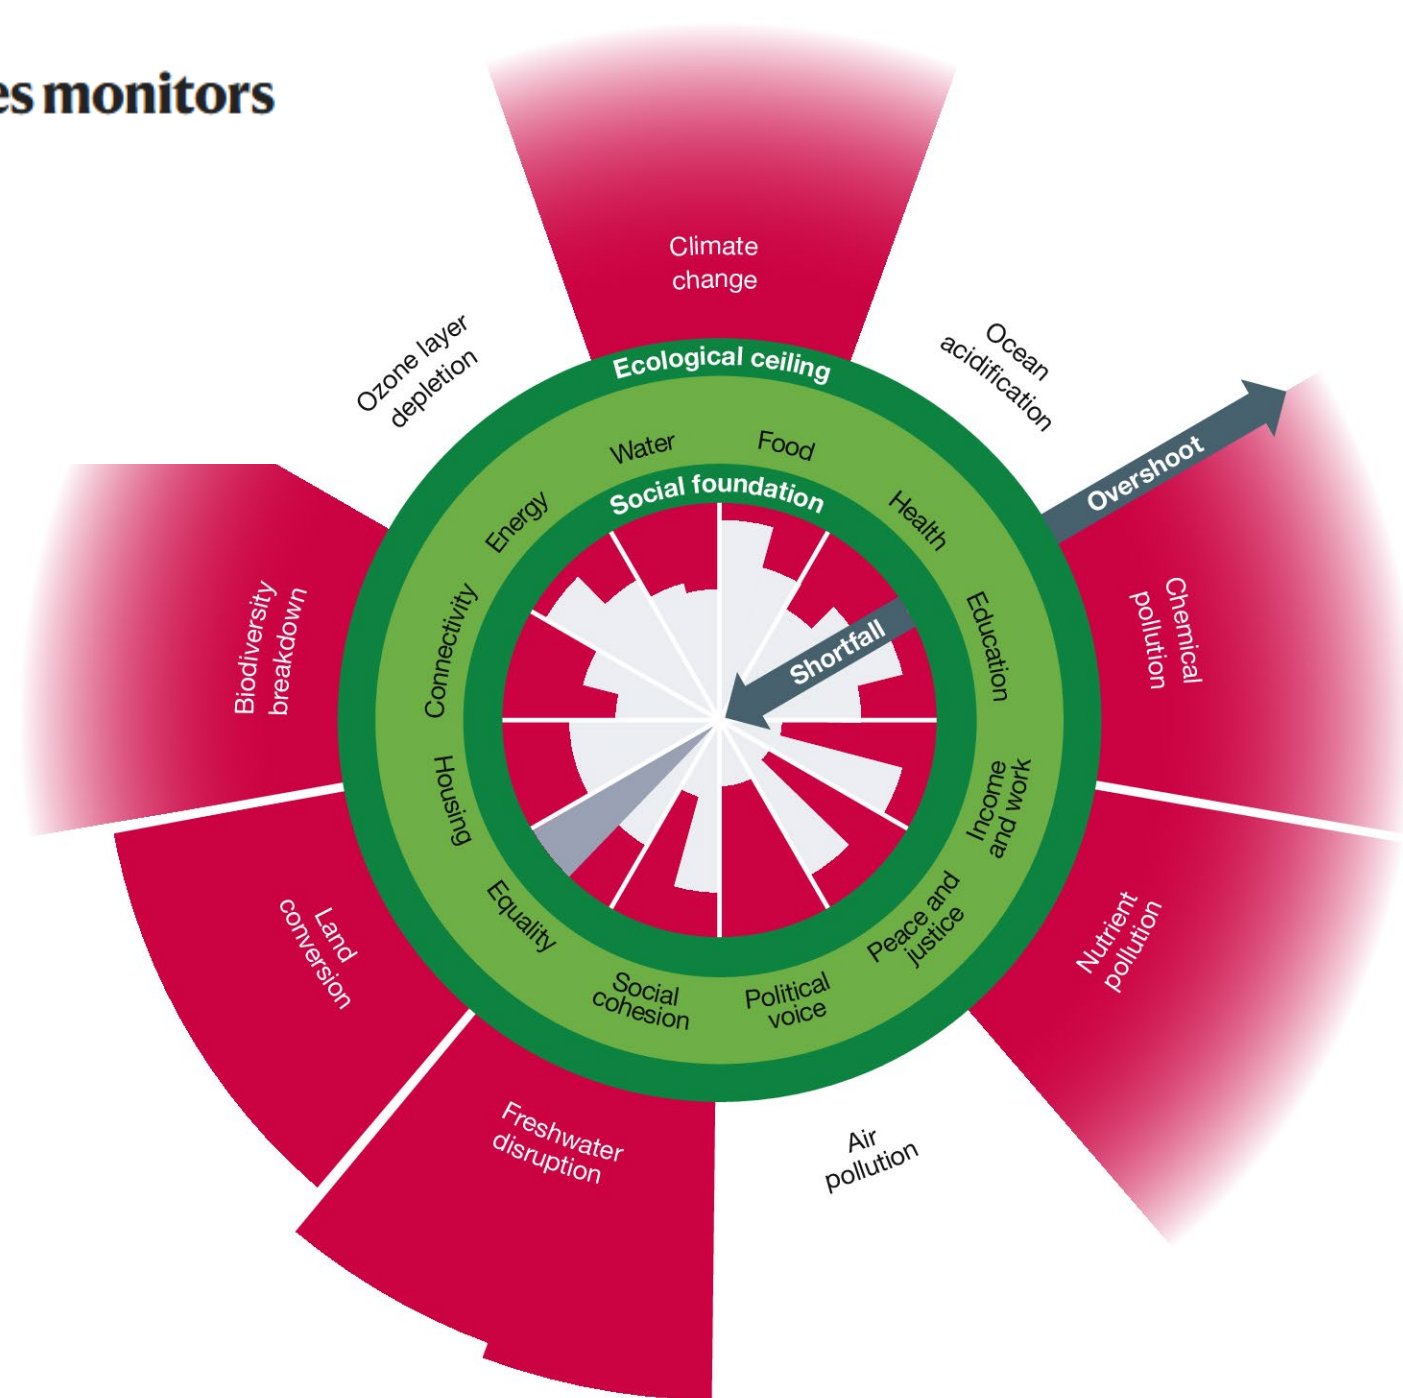 es monitors
Climate
change
Ozone layer
depletion
Ocean
acidification
Overshoot
Ecological ceiling
Water
Food
Social foundation
Energy
Health
Connectivity
Education
Shortfall
Biodiversity
breakdown
Chemical
pollution
Housing
Income
and work
Equality
Peace and
justice
Social
cohesion
Political
voice
Land
conversion
Nutrient
pollution
Freshwater
disruption
Air
pollution